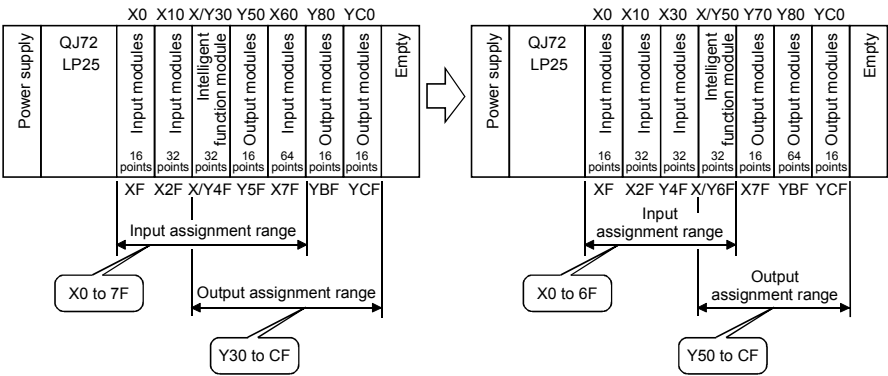 X0 X10 X/Y30 Y50 X60 Y80 YC0
Power supply
QJ72
LP25
Input modules
16
points
Input modules
32
points
Intelligent
function module
32
points
Output modules
16
points
Input modules
64
points
Output modules
16
points
Output modules
16
points
Empty
XF X2F X/Y4F Y5F X7F YBF YCF
Input assignment range
X0 to 7F
Output assignment range
Y30 to CF
X0 X10 X30 X/Y50 Y70 Y80 YC0
Power supply
QJ72
LP25
Input modules
16
points
Input modules
32
points
Input modules
32
points
Intelligent
function module
32
points
Output modules
16
points
Output modules
64
points
Output modules
16
points
Empty
XF X2F Y4F X/Y6F X7F YBF YCF
Input
assignment range
X0 to 6F
Output
assignment range
Y50 to CF